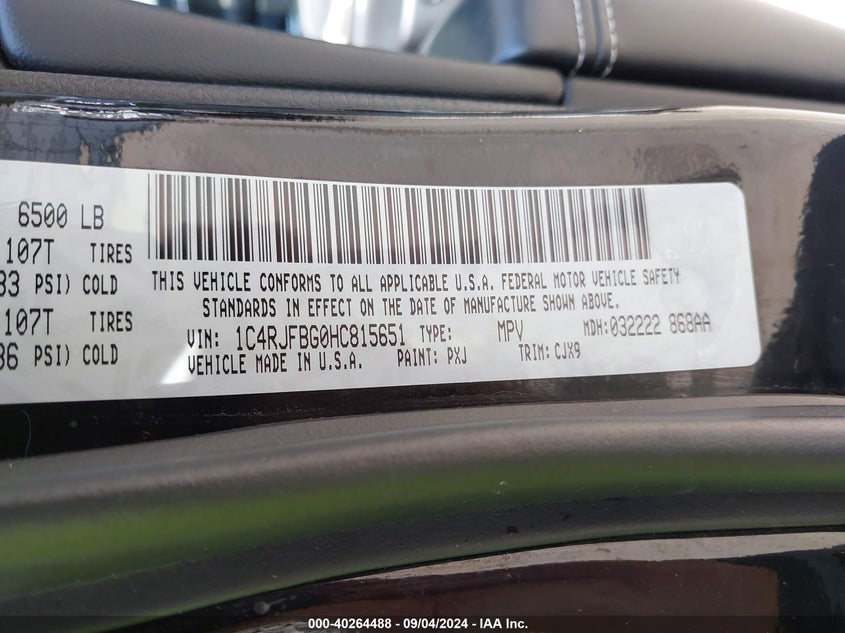 6500 LB
107T TIRES
33 PSI) COLD
107T TIRES
36 PSI) COLD
THIS VEHICLE CONFORMS TO ALL APPLICABLE U.S.A. FEDERAL MOTOR VEHICLE SAFETY
STANDARDS IN EFFECT ON THE DATE OF MANUFACTURE SHOWN ABOVE.
VIN: 1C4RJFBG0HC815651 TYPE: MPV MDH: 032222 868AA
VEHICLE MADE IN U.S.A. PAINT: PXJ TRIM: CJX9
000-40264488 - 09/04/2024 - IAA Inc.